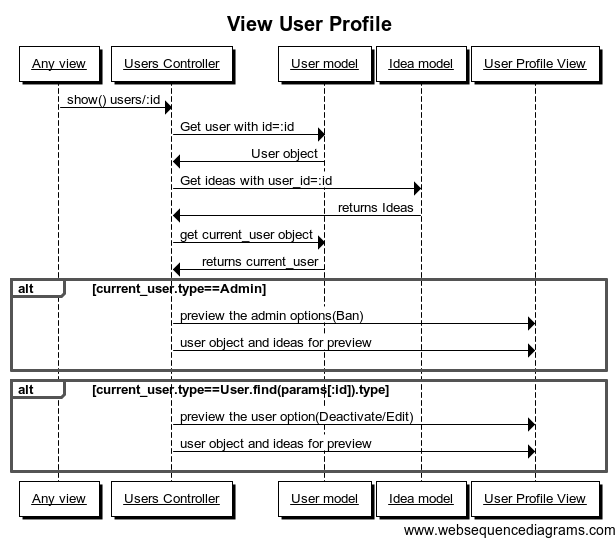 View User Profile
Any view Users Controller User model Idea model User Profile View
show() users/:id
Get user with id=:id
User object
Get ideas with user_id=:id
returns Ideas
get current_user object
returns current_user
alt [current_user.type==Admin]
preview the admin options(Ban)
user object and ideas for preview
alt [current_user.type==User.find(params[:id]).type]
preview the user option(Deactivate/Edit)
user object and ideas for preview
Any view Users Controller User model Idea model User Profile View
www.websequencediagrams.com